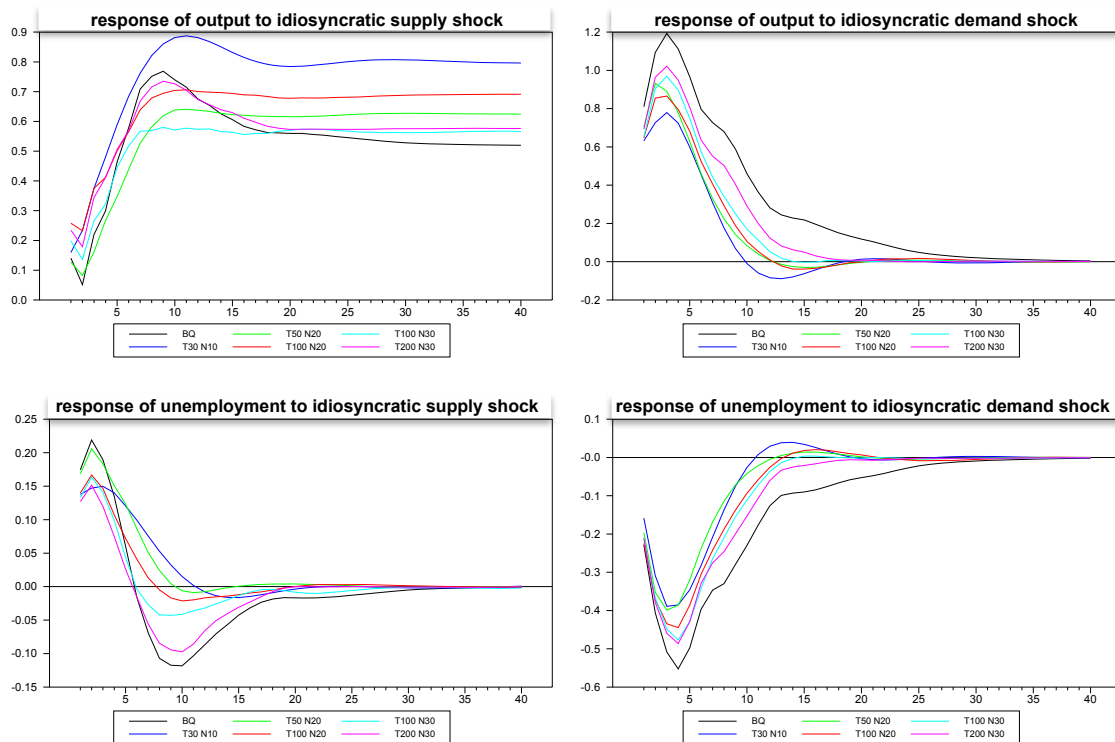 response of output to idiosyncratic supply shock
0.9
0.8
0.7
0.6
0.5
0.4
0.3
0.2
0.1
0.0
5 10 15 20 25 30 35 40
BQ T50 N20 T100 N30
T30 N10 T100 N20 T200 N30
response of output to idiosyncratic demand shock
1.2
1.0
0.8
0.6
0.4
0.2
0.0
-0.2
5 10 15 20 25 30 35 40
BQ T50 N20 T100 N30
T30 N10 T100 N20 T200 N30
response of unemployment to idiosyncratic supply shock
0.25
0.20
0.15
0.10
0.05
0.00
-0.05
-0.10
-0.15
5 10 15 20 25 30 35 40
BQ T50 N20 T100 N30
T30 N10 T100 N20 T200 N30
response of unemployment to idiosyncratic demand shock
0.1
-0.0
-0.1
-0.2
-0.3
-0.4
-0.5
-0.6
5 10 15 20 25 30 35 40
BQ T50 N20 T100 N30
T30 N10 T100 N20 T200 N30